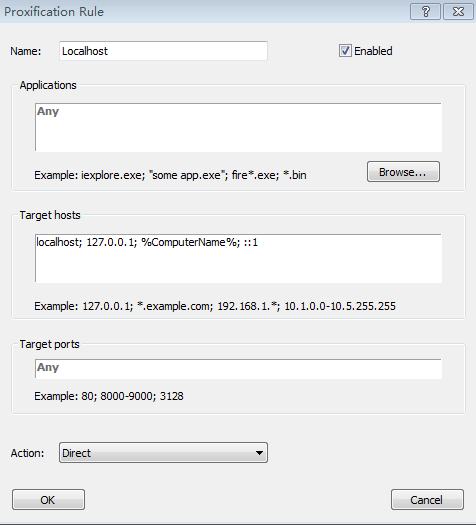 Proxification Rule
Name: Localhost Enabled
Applications
Any
Example: iexplore.exe; "some app.exe"; fire*.exe; *.bin Browse...
Target hosts
localhost; 127.0.0.1; %ComputerName%; ::1
Example: 127.0.0.1; *.example.com; 192.168.1.*; 10.1.0.0-10.5.255.255
Target ports
Any
Example: 80; 8000-9000; 3128
Action: Direct
OK Cancel